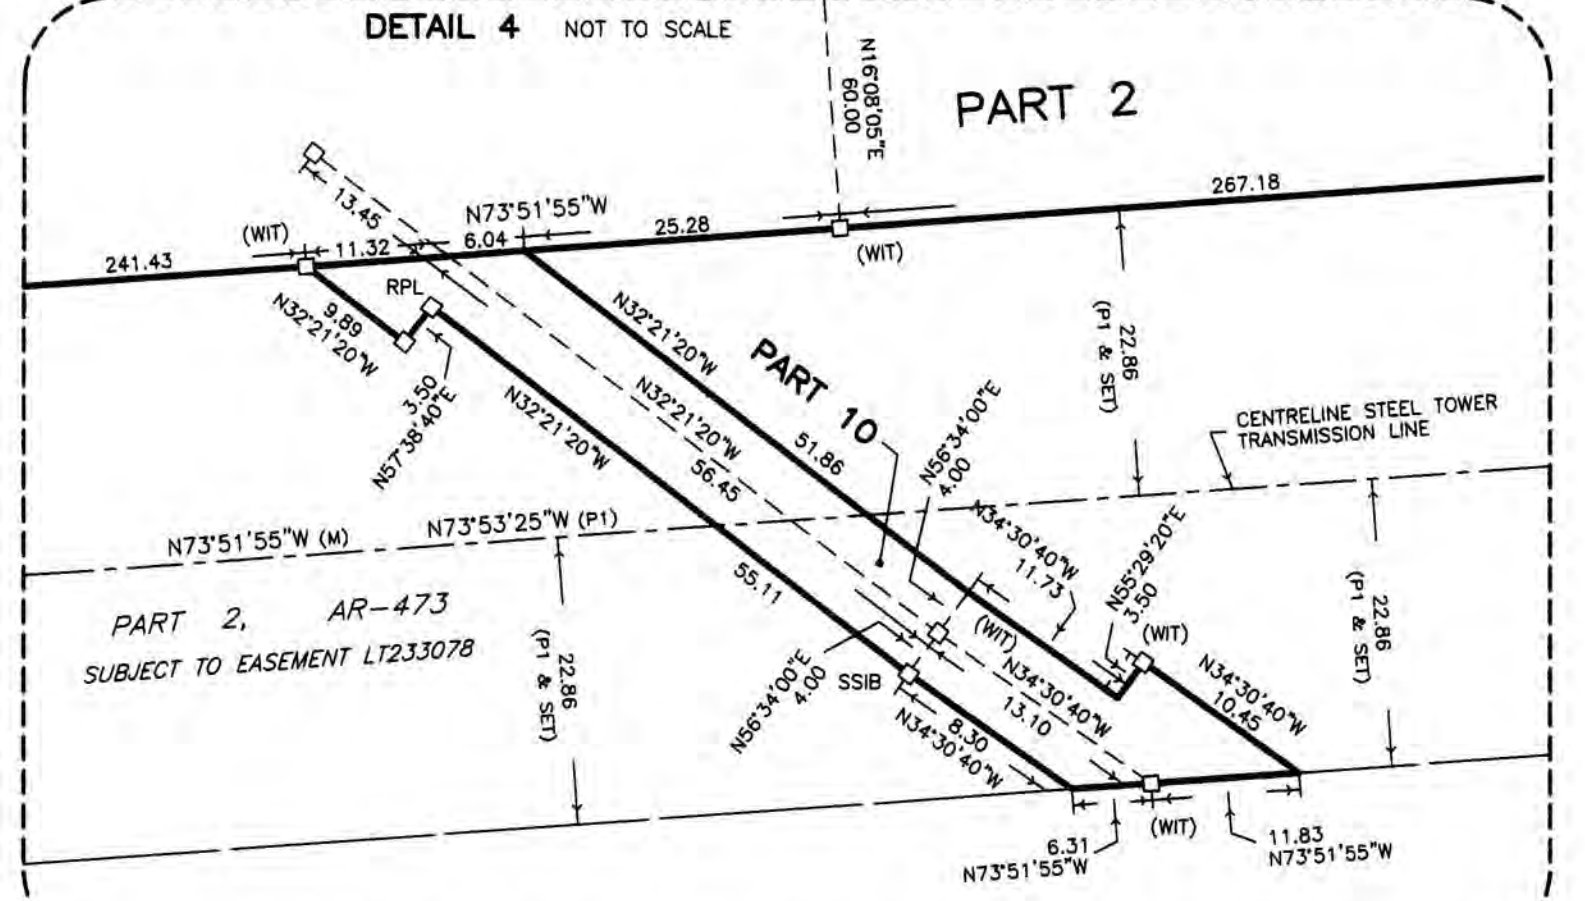 DETAIL 4 NOT TO SCALE
N16°08'05"E
60.00
PART 2
13.45
N73°51'55"W
267.18
(WIT)
241.43
11.32
6.04
25.28
(WIT)
RPL
9.89
N32°21'20"W
3.50
N57°38'40"E
N32°21'20"W
N32°21'20"W
N32°21'20"W
56.45
PART 10
51.86
N56°34'00"E
4.00
22.86
(P1 & SET)
CENTRELINE STEEL TOWER
TRANSMISSION LINE
N73°51'55"W (M)
N73°53'25"W (P1)
N34°30'40"W
11.73
N55°29'20"E
3.50
(WIT)
55.11
PART 2, AR-473
SUBJECT TO EASEMENT LT233078
22.86
(P1 & SET)
22.86
(P1 & SET)
(WIT)
SSIB
N56°34'00"E
4.00
N34°30'40"W
13.10
N34°30'40"W
10.45
8.30
N34°30'40"W
(WIT)
6.31
N73°51'55"W
11.83
N73°51'55"W